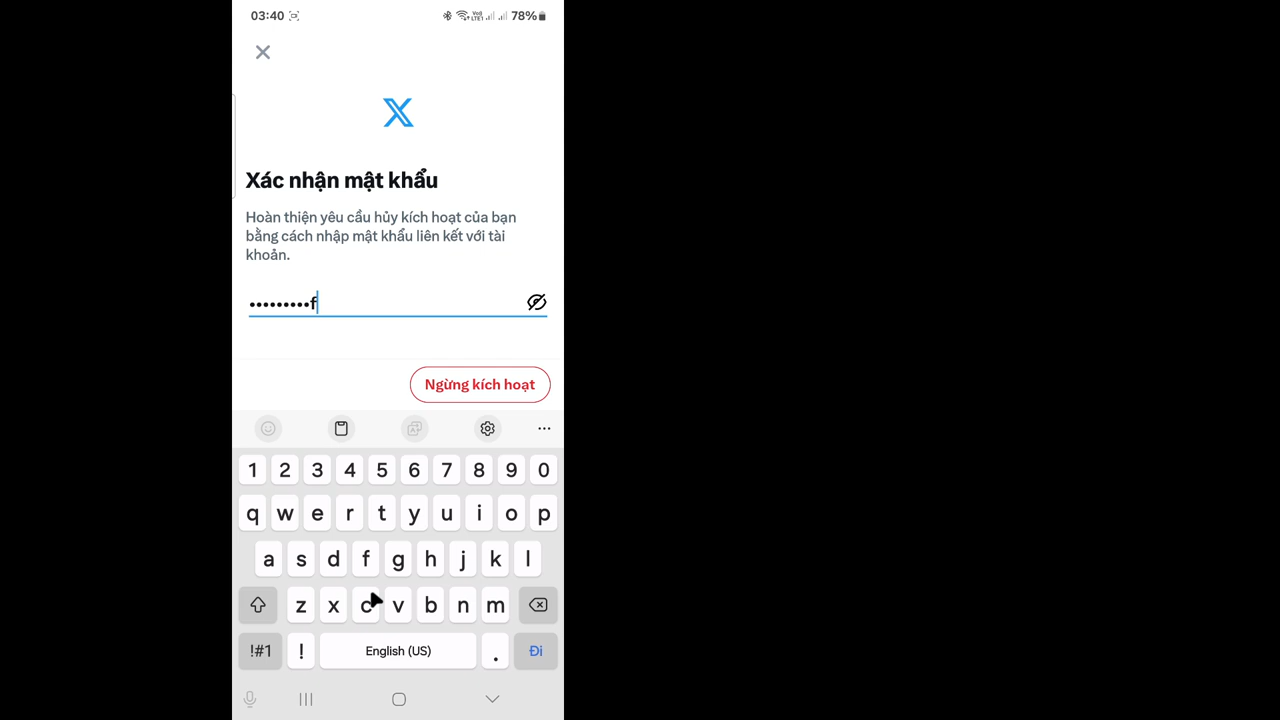 03:40 78%
Xác nhận mật khẩu
Hoàn thiện yêu cầu hủy kích hoạt của bạn
bằng cách nhập mật khẩu liên kết với tài
khoản.
•••••••••f
Ngừng kích hoạt
1 2 3 4 5 6 7 8 9 0
q w e r t y u i o p
a s d f g h j k l
z x c v b n m
!#1 ! English (US) . Đi